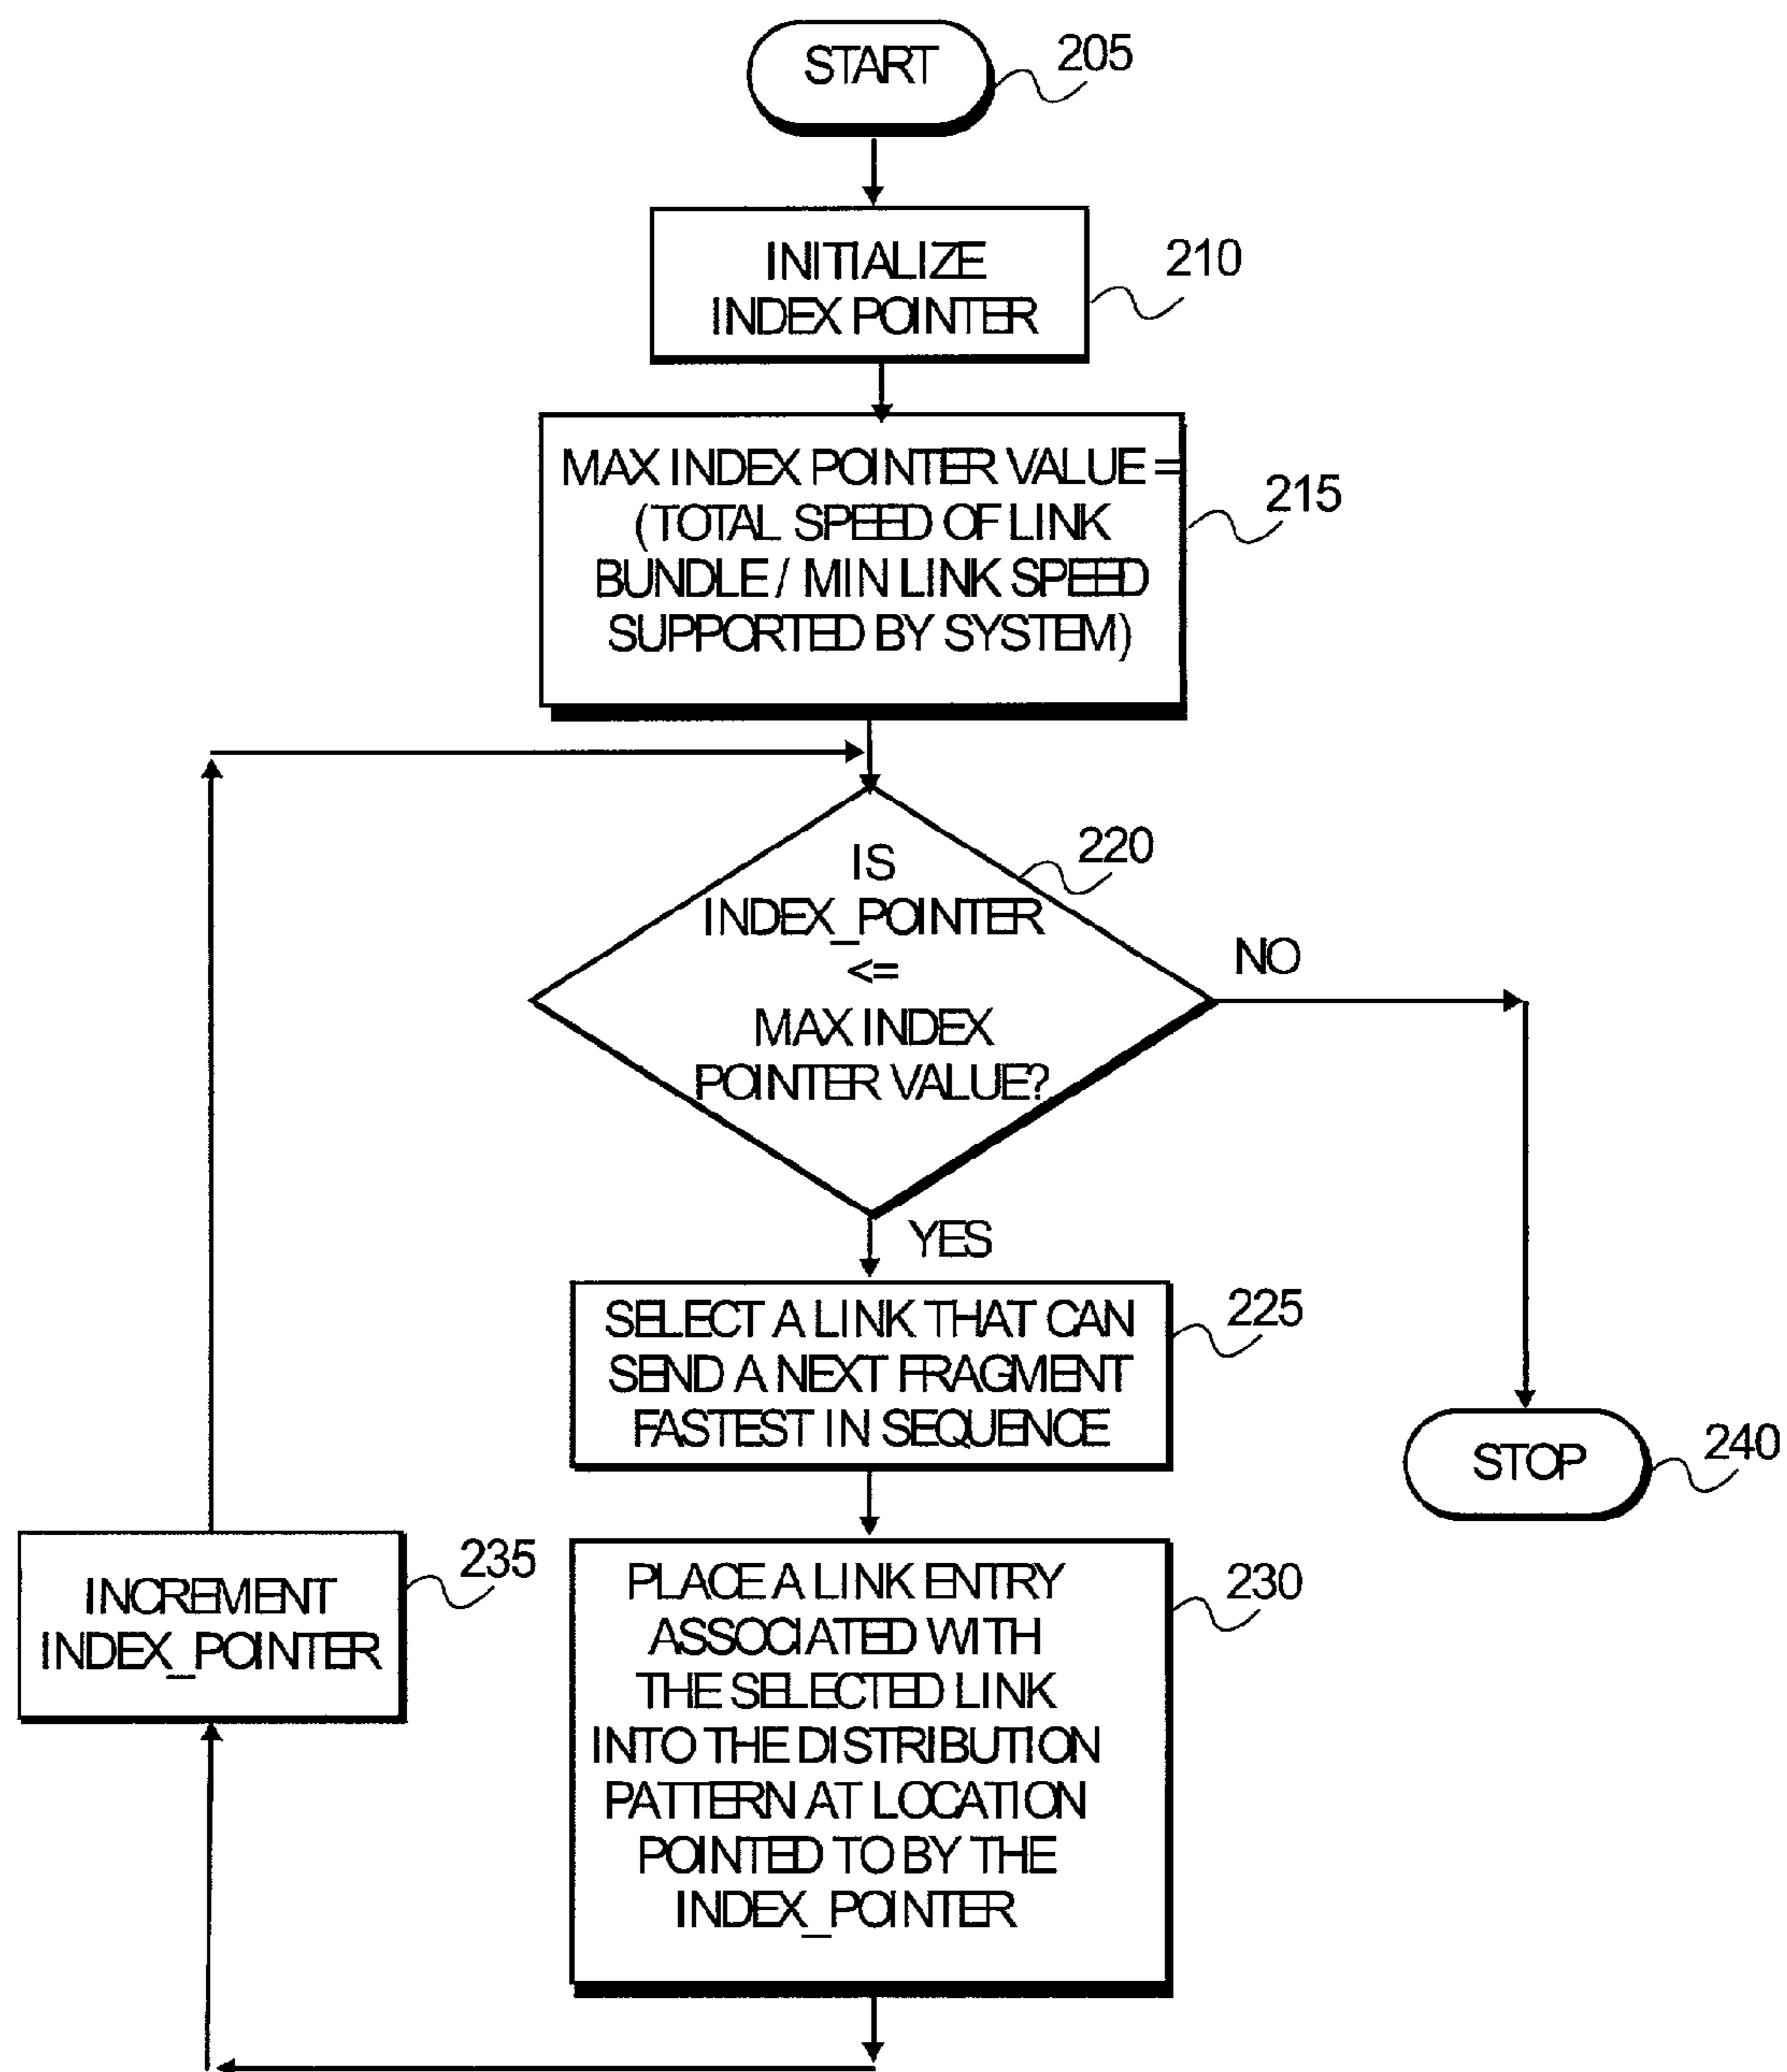 START
205
INITIALIZE
INDEX POINTER
210
MAX INDEX POINTER VALUE =
(TOTAL SPEED OF LINK
BUNDLE / MIN LINK SPEED
SUPPORTED BY SYSTEM)
215
IS
INDEX_POINTER
<=
MAX INDEX
POINTER VALUE?
220
NO
YES
SELECT A LINK THAT CAN
SEND A NEXT FRAGMENT
FASTEST IN SEQUENCE
225
STOP
240
PLACE A LINK ENTRY
ASSOCIATED WITH
THE SELECTED LINK
INTO THE DISTRIBUTION
PATTERN AT LOCATION
POINTED TO BY THE
INDEX_POINTER
230
INCREMENT
INDEX_POINTER
235